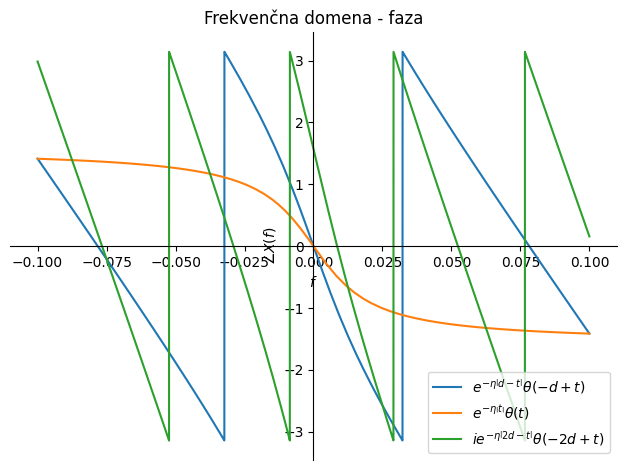 Frekvenčna domena - faza
3
2
1
0
−1
−2
−3
∠X(f)
−0.100
−0.075
−0.050
−0.025
0.000
0.025
0.050
0.075
0.100
f
e^{−η|d−t|}θ(−d + t)
e^{−η|t|}θ(t)
ie^{−η|2d−t|}θ(−2d + t)